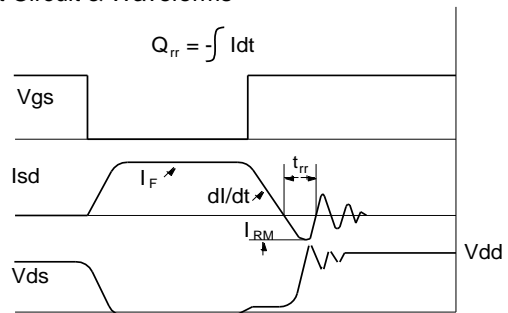 Circuit & Waveforms
Qrr = -∫ Idt
Vgs
trr
Isd
IF
dI/dt
IRM
Vdd
Vds